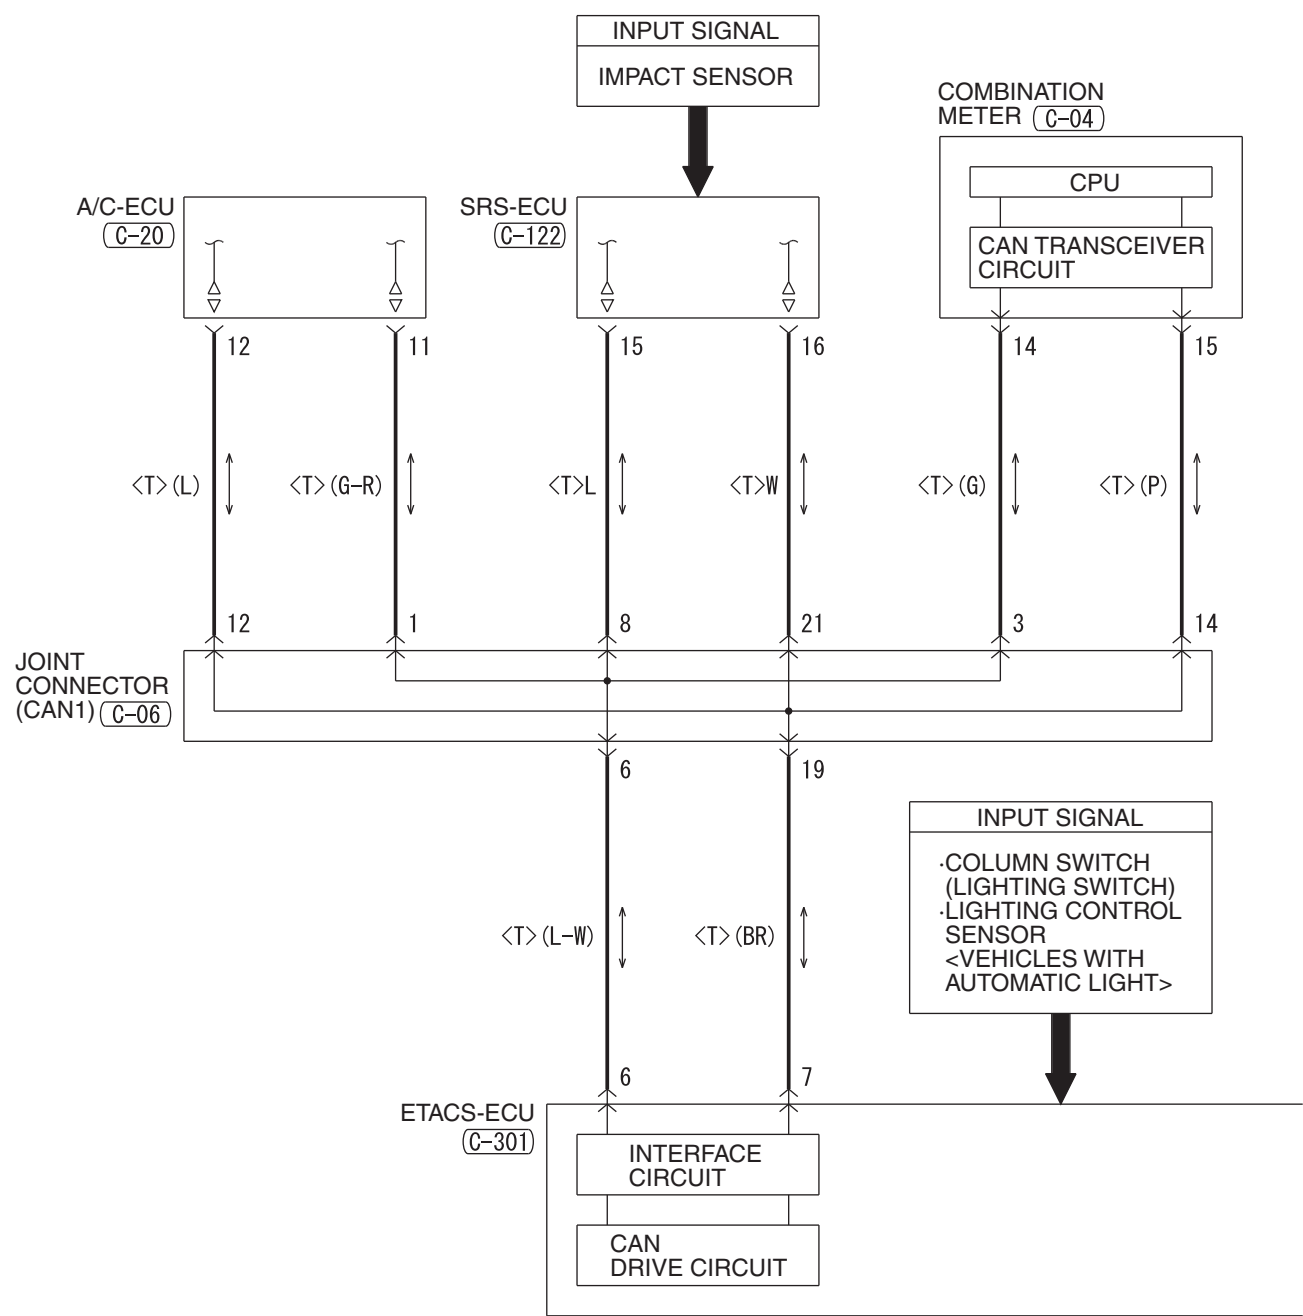 INPUT SIGNAL
IMPACT SENSOR
COMBINATION
METER C-04
CPU
CAN TRANSCEIVER
CIRCUIT
A/C-ECU
C-20
SRS-ECU
C-122
12
11
15
16
14
15
<T>(L)
<T>(G-R)
<T>L
<T>W
<T>(G)
<T>(P)
12
1
8
21
3
14
JOINT
CONNECTOR
(CAN1) C-06
6
19
INPUT SIGNAL
·COLUMN SWITCH
(LIGHTING SWITCH)
·LIGHTING CONTROL
SENSOR
<VEHICLES WITH
AUTOMATIC LIGHT>
<T>(L-W)
<T>(BR)
6
7
ETACS-ECU
C-301
INTERFACE
CIRCUIT
CAN
DRIVE CIRCUIT